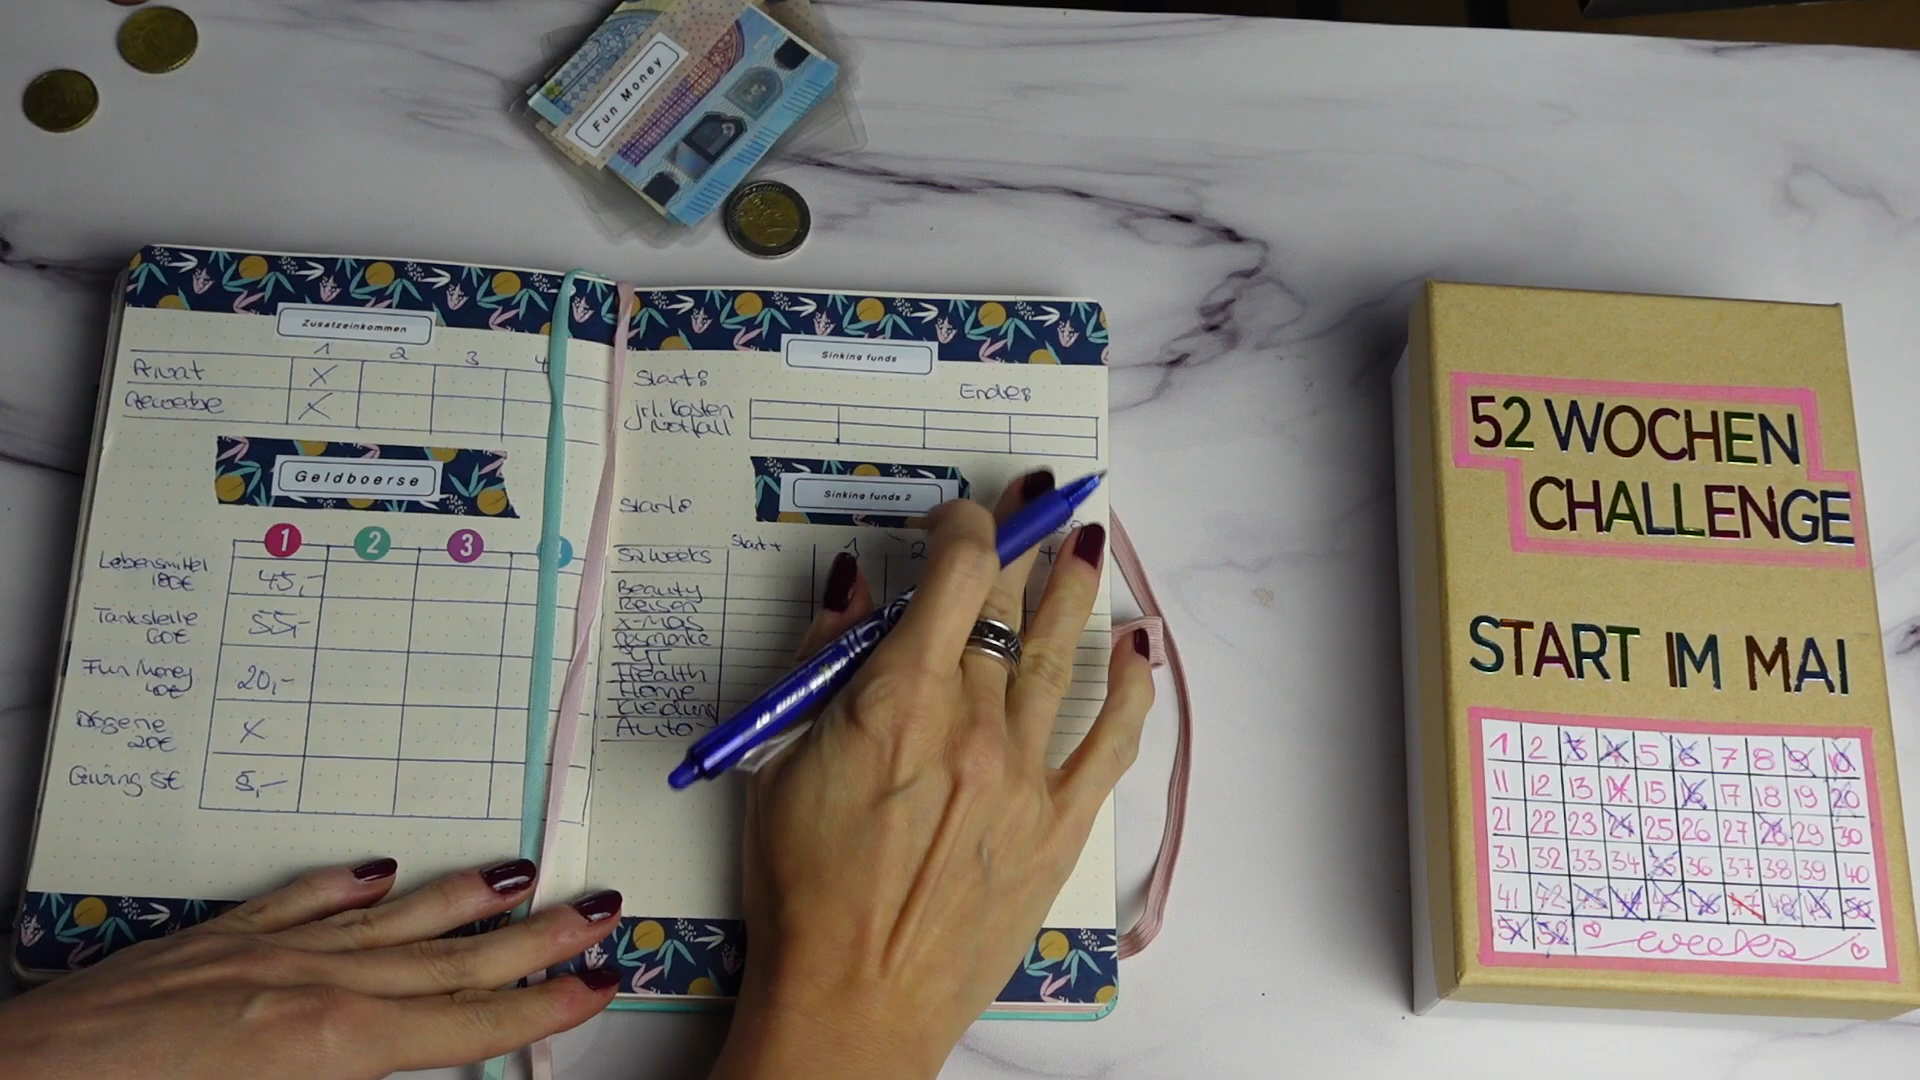 Fun Money
Zusatzeinkommen
1 2 3 4
Privat X
Gewerbe X
Geldboerse
1 2 3
Lebensmittel
180€ 45,-
Tankstelle
60€ 55,-
Fun Money
40€ 20,-
Drogerie
20€ X
Giving 5€ 5,-
Sinking funds
Start:
Ende:
jrl. Kosten
Notfall
Sinking funds 2
Start:
Start +
1 2
52 weeks
Beauty
Reisen
X-MAS
Geschenke
Health
Home
Kleidung
Auto
52 WOCHEN
CHALLENGE
START IM MAI
1 2 3 4 5 6 7 8 9 10
11 12 13 14 15 16 17 18 19 20
21 22 23 24 25 26 27 28 29 30
31 32 33 34 35 36 37 38 39 40
41 42 43 44 45 46 47 48 49 50
51 52 weeks